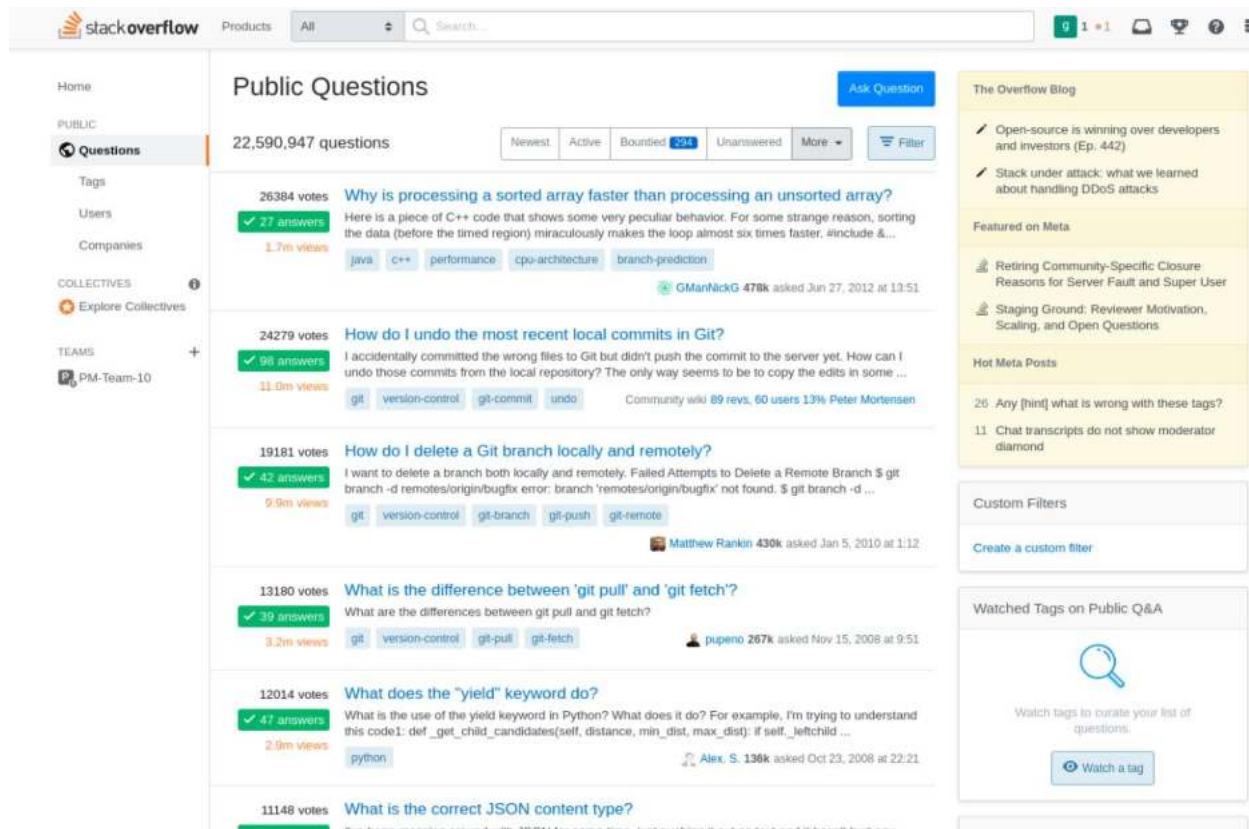 stackoverflow Products All Search... 9 1 1
Home
PUBLIC
Questions
Tags
Users
Companies
COLLECTIVES
Explore Collectives
TEAMS +
PM-Team-10
Public Questions
Ask Question
22,590,947 questions
Newest Active Bountied 294 Unanswered More Filter
26384 votes
27 answers
1.7m views
Why is processing a sorted array faster than processing an unsorted array?
Here is a piece of C++ code that shows some very peculiar behavior. For some strange reason, sorting
the data (before the timed region) miraculously makes the loop almost six times faster. #include &...
java c++ performance cpu-architecture branch-prediction
GManNickG 478k asked Jun 27, 2012 at 13:51
24279 votes
98 answers
11.0m views
How do I undo the most recent local commits in Git?
I accidentally committed the wrong files to Git but didn't push the commit to the server yet. How can I
undo those commits from the local repository? The only way seems to be to copy the edits in some ...
git version-control git-commit undo
Community wiki 89 revs, 60 users 13% Peter Mortensen
19181 votes
42 answers
9.9m views
How do I delete a Git branch locally and remotely?
I want to delete a branch both locally and remotely. Failed Attempts to Delete a Remote Branch $ git
branch -d remotes/origin/bugfix error: branch 'remotes/origin/bugfix' not found. $ git branch -d ...
git version-control git-branch git-push git-remote
Matthew Rankin 430k asked Jan 5, 2010 at 1:12
13180 votes
39 answers
3.2m views
What is the difference between 'git pull' and 'git fetch'?
What are the differences between git pull and git fetch?
git version-control git-pull git-fetch
pupeno 267k asked Nov 15, 2008 at 9:51
12014 votes
47 answers
2.9m views
What does the "yield" keyword do?
What is the use of the yield keyword in Python? What does it do? For example, I'm trying to understand
this code1: def _get_child_candidates(self, distance, min_dist, max_dist): if self._leftchild ...
python
Alex. S. 136k asked Oct 23, 2008 at 22:21
11148 votes
What is the correct JSON content type?
The Overflow Blog
Open-source is winning over developers
and investors (Ep. 442)
Stack under attack: what we learned
about handling DDoS attacks
Featured on Meta
Retiring Community-Specific Closure
Reasons for Server Fault and Super User
Staging Ground: Reviewer Motivation,
Scaling, and Open Questions
Hot Meta Posts
26 Any [hint] what is wrong with these tags?
11 Chat transcripts do not show moderator
diamond
Custom Filters
Create a custom filter
Watched Tags on Public Q&A
Watch tags to curate your list of
questions.
Watch a tag